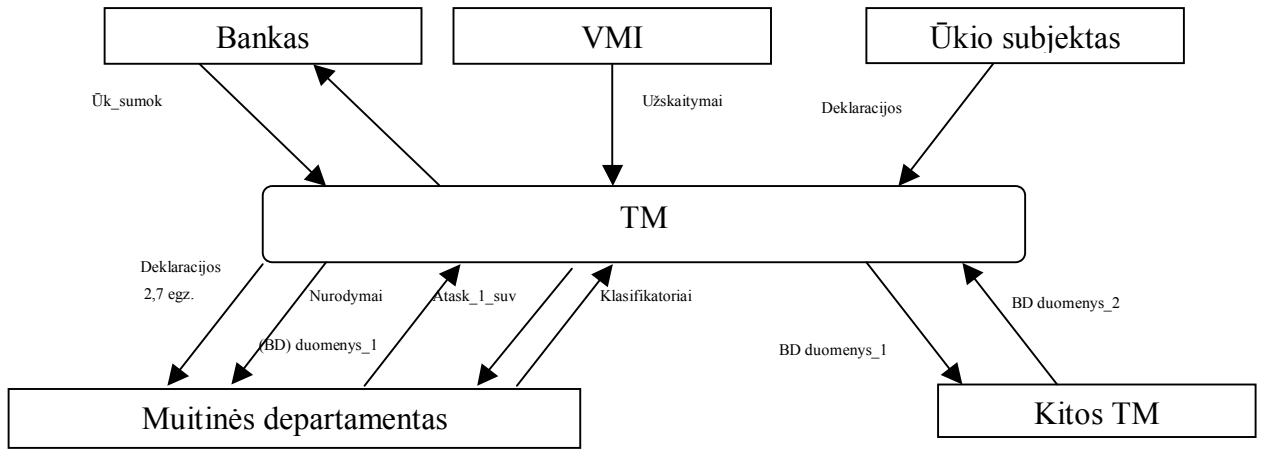 Bankas
VMI
Ūkio subjektas
Ūk_sumok
Užskaitymai
Deklaracijos
TM
Deklaracijos
2,7 egz.
Nurodymai
Atask_1_suv
Klasifikatoriai
BD duomenys_2
(BD) duomenys_1
BD duomenys_1
Muitinės departamentas
Kitos TM